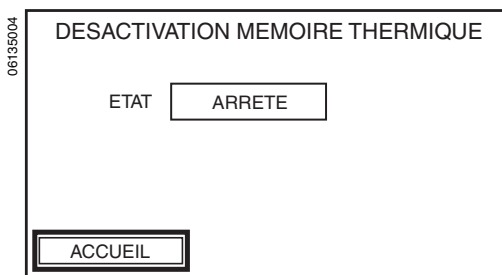 06135004
DESACTIVATION MEMOIRE THERMIQUE
ETAT ARRETE
ACCUEIL